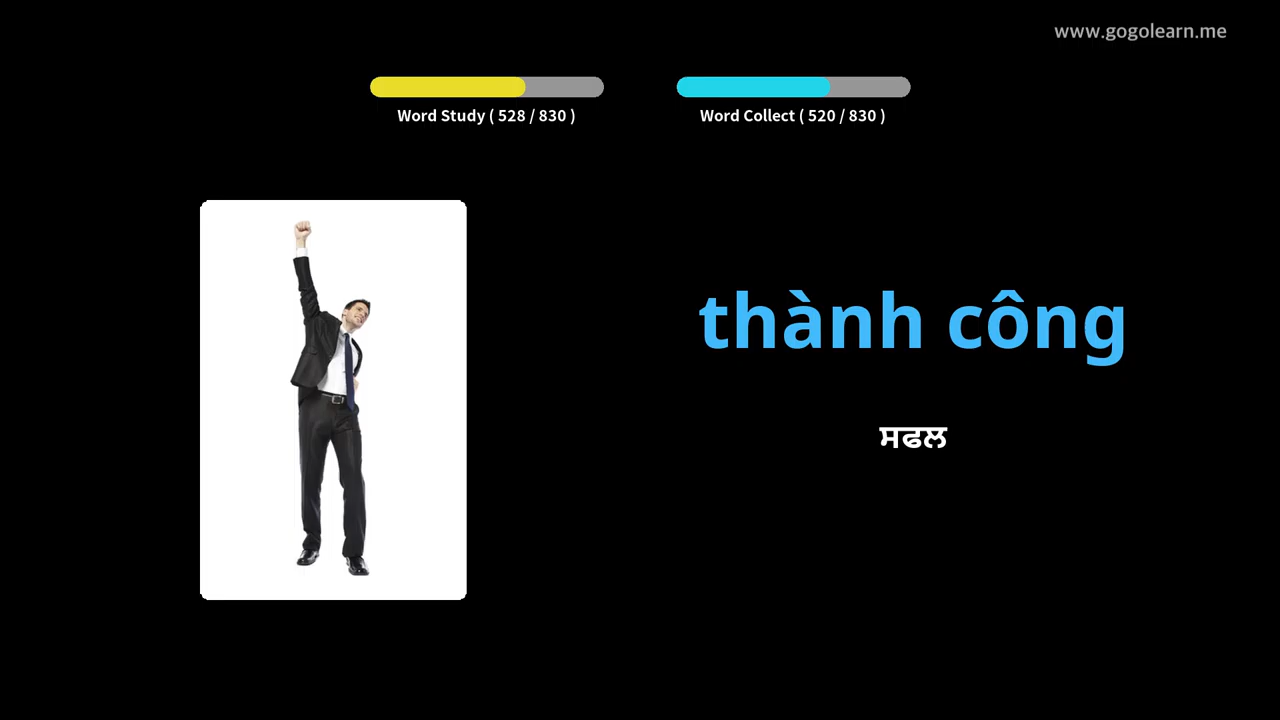 www.gogolearn.me
Word Study ( 528 / 830 )
Word Collect ( 520 / 830 )
thành công
ਸਫਲ